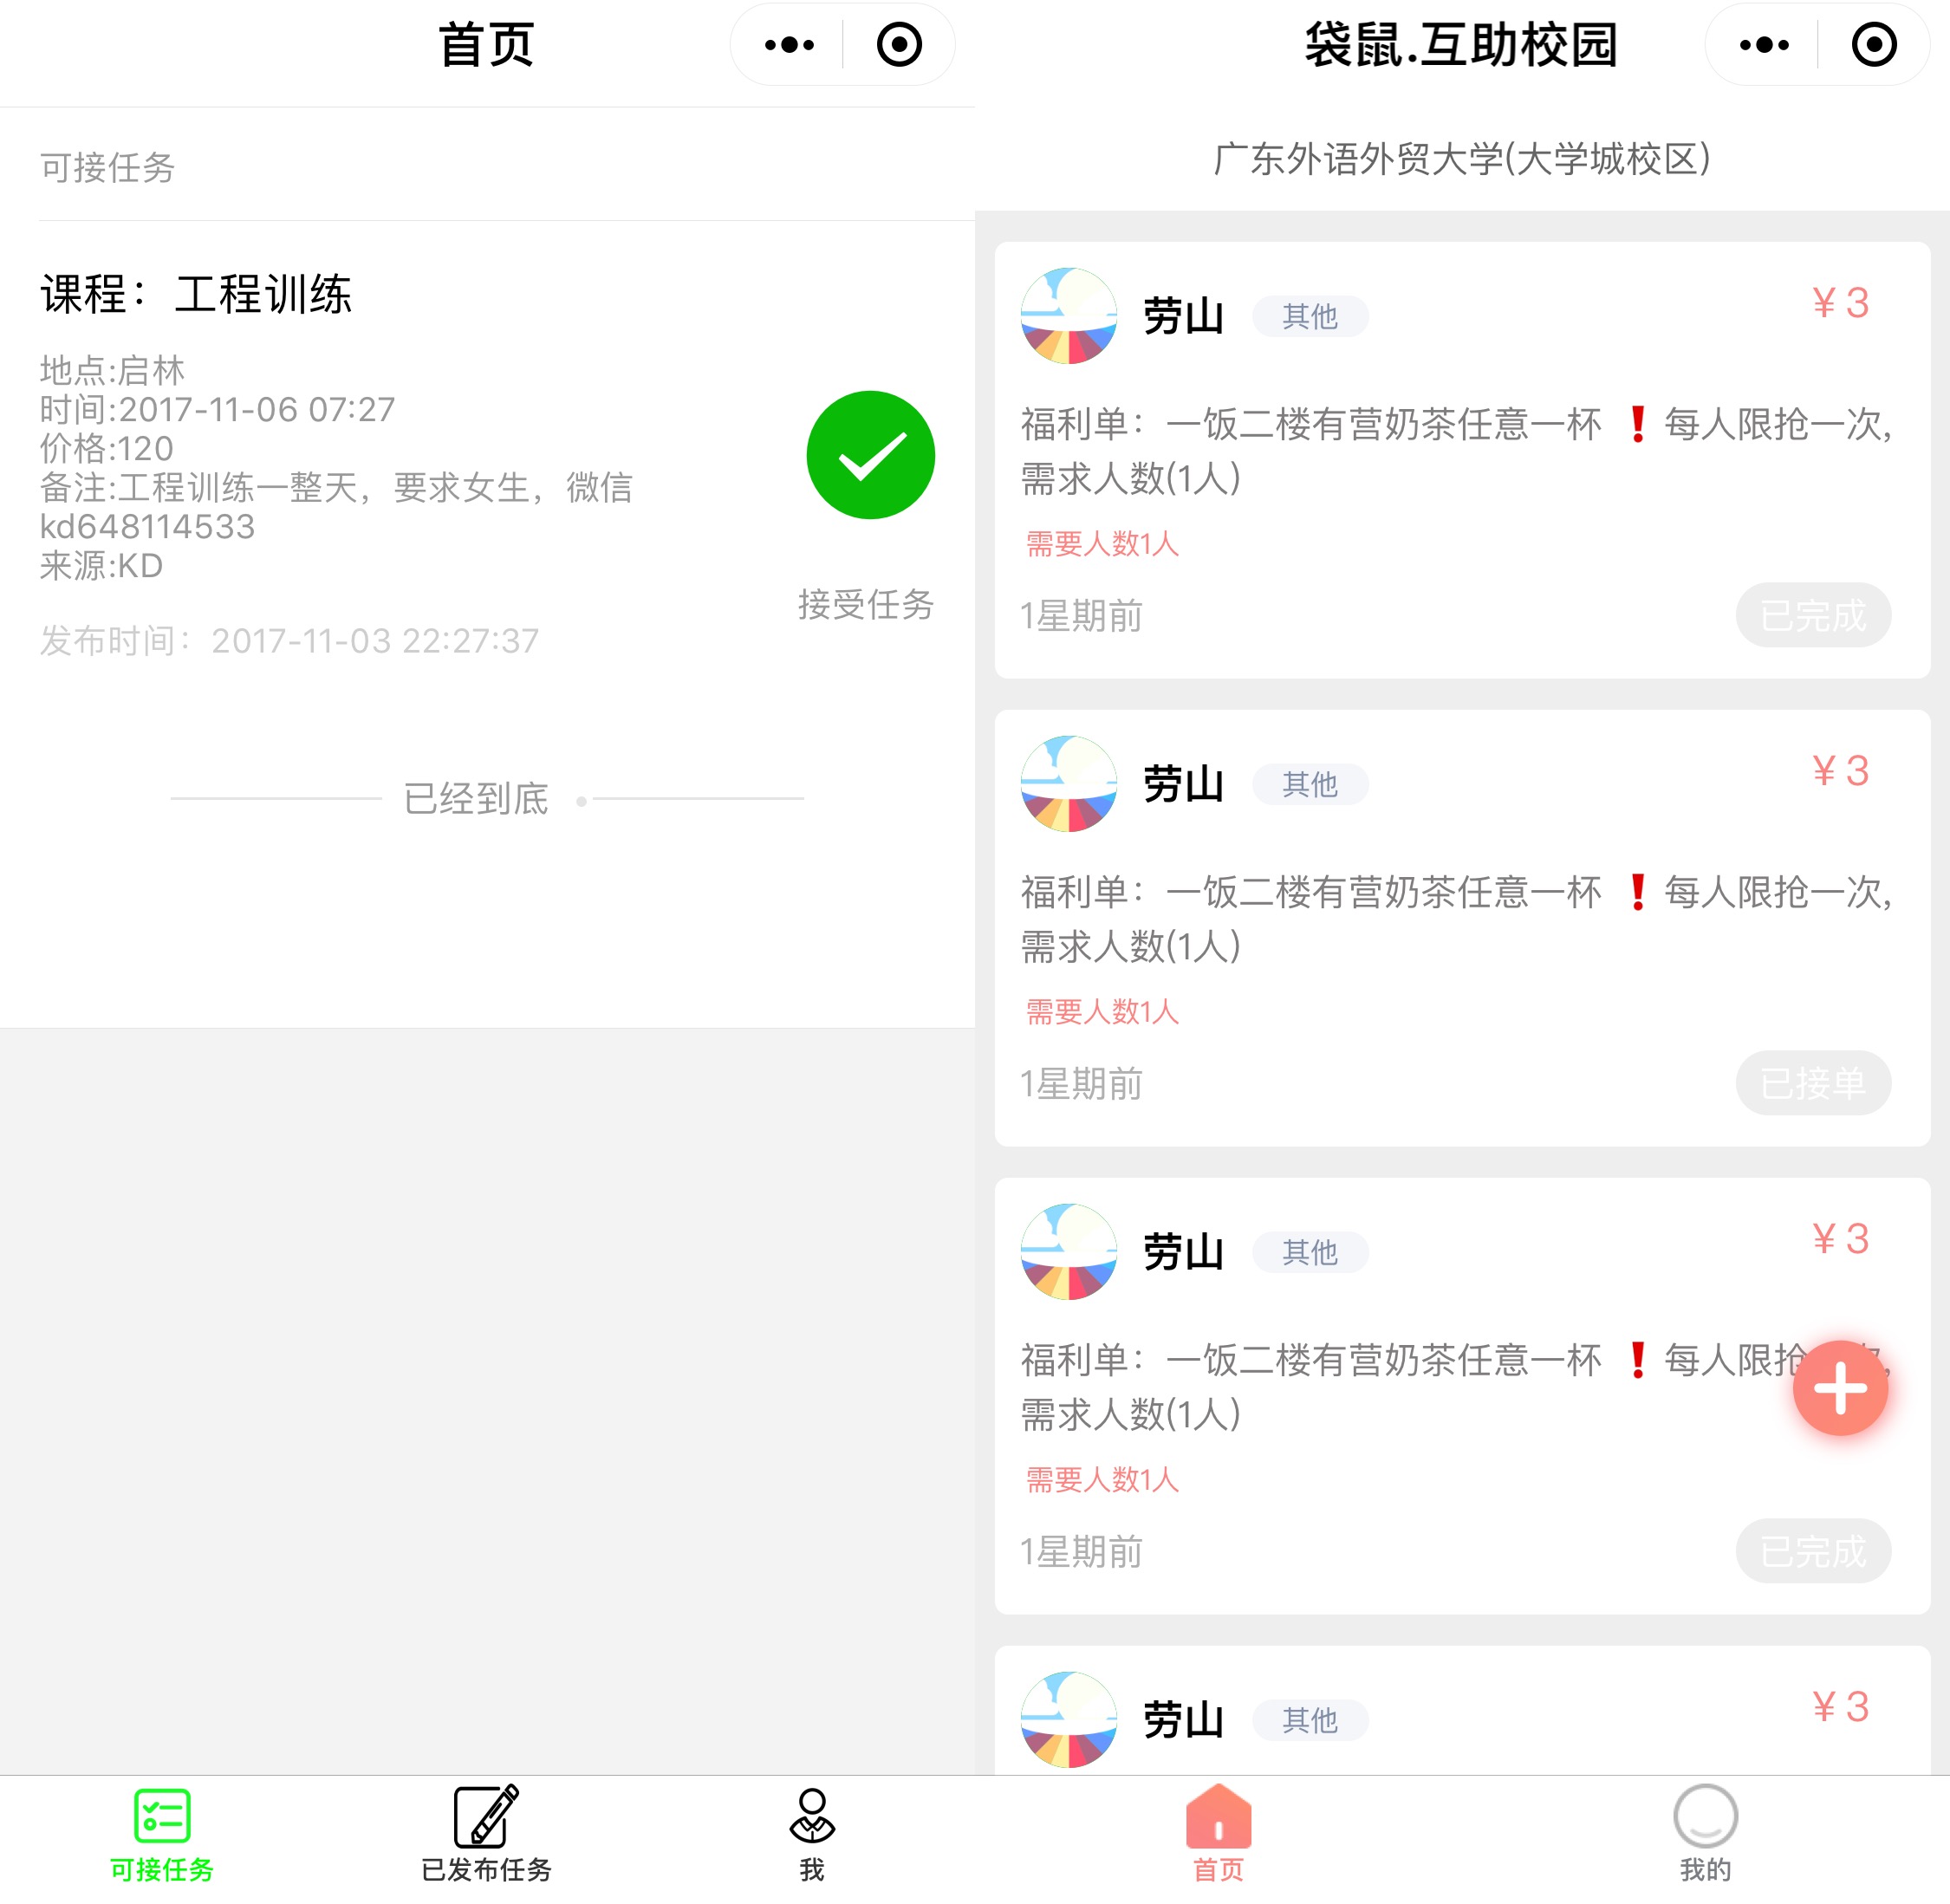 首页
可接任务
课程：工程训练
地点:启林
时间:2017-11-06 07:27
价格:120
备注:工程训练一整天，要求女生，微信
kd648114533
来源:KD
接受任务
发布时间：2017-11-03 22:27:37
已经到底
可接任务
已发布任务
我
袋鼠.互助校园
广东外语外贸大学(大学城校区)
劳山
其他
¥ 3
福利单：一饭二楼有营奶茶任意一杯❗每人限抢一次,
需求人数(1人)
需要人数1人
1星期前
已完成
劳山
其他
¥ 3
福利单：一饭二楼有营奶茶任意一杯❗每人限抢一次,
需求人数(1人)
需要人数1人
1星期前
已接单
劳山
其他
¥ 3
福利单：一饭二楼有营奶茶任意一杯❗每人限抢
需求人数(1人)
需要人数1人
1星期前
已完成
劳山
其他
¥ 3
首页
我的